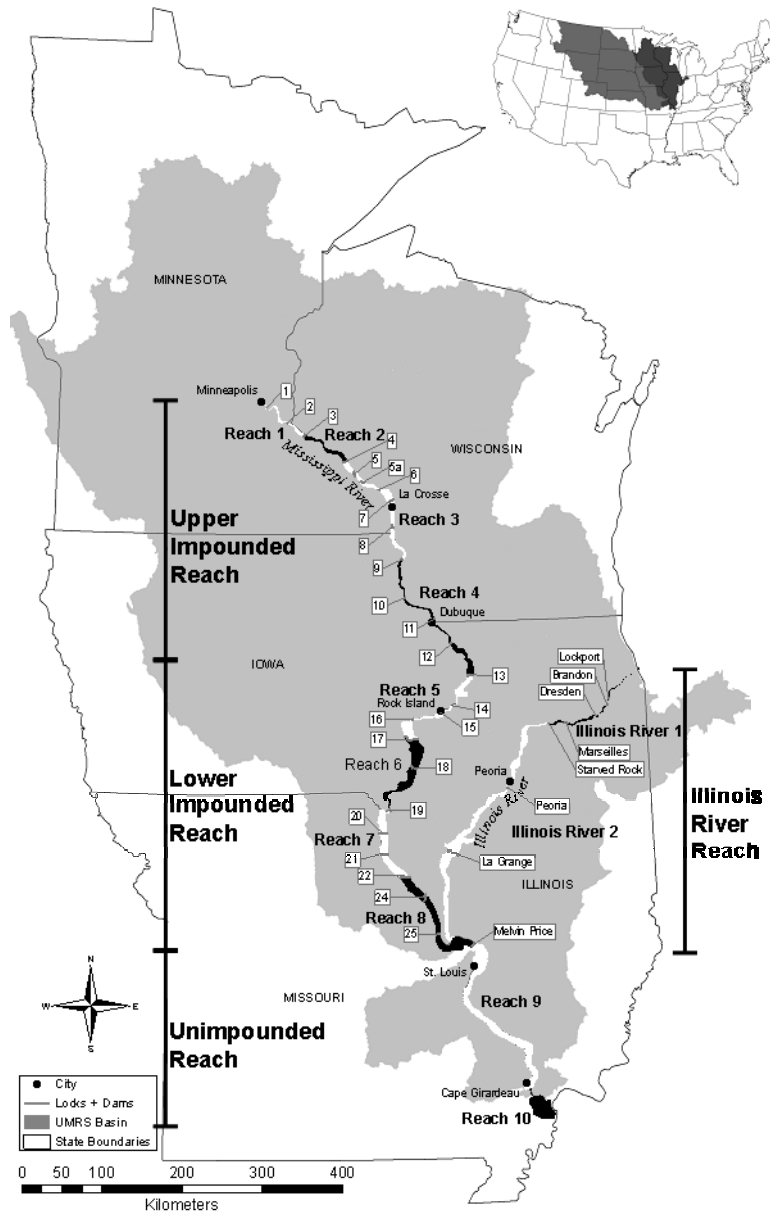 MINNESOTA
Minneapolis
1
2
3
Reach 1
Reach 2
4
Mississippi River
WISCONSIN
5
5a
6
La Crosse
7
Reach 3
Upper
Impounded
Reach
8
9
Reach 4
10
Dubuque
11
12
IOWA
Lockport
Brandon
13
Dresden
Reach 5
Rock Island
14
16
15
Illinois River 1
17
Marseilles
Reach 6
18
Starved Rock
Peoria
Lower
Impounded
Reach
Illinois
River
Reach
Peoria
19
20
Illinois River
Illinois River 2
Reach 7
21
La Grange
22
ILLINOIS
24
Reach 8
25
Melvin Price
St. Louis
N
W
E
S
MISSOURI
Reach 9
Unimpounded
Reach
City
Locks + Dams
UMRS Basin
State Boundaries
Cape Girardeau
Reach 10
0 50 100 200 300 400
Kilometers